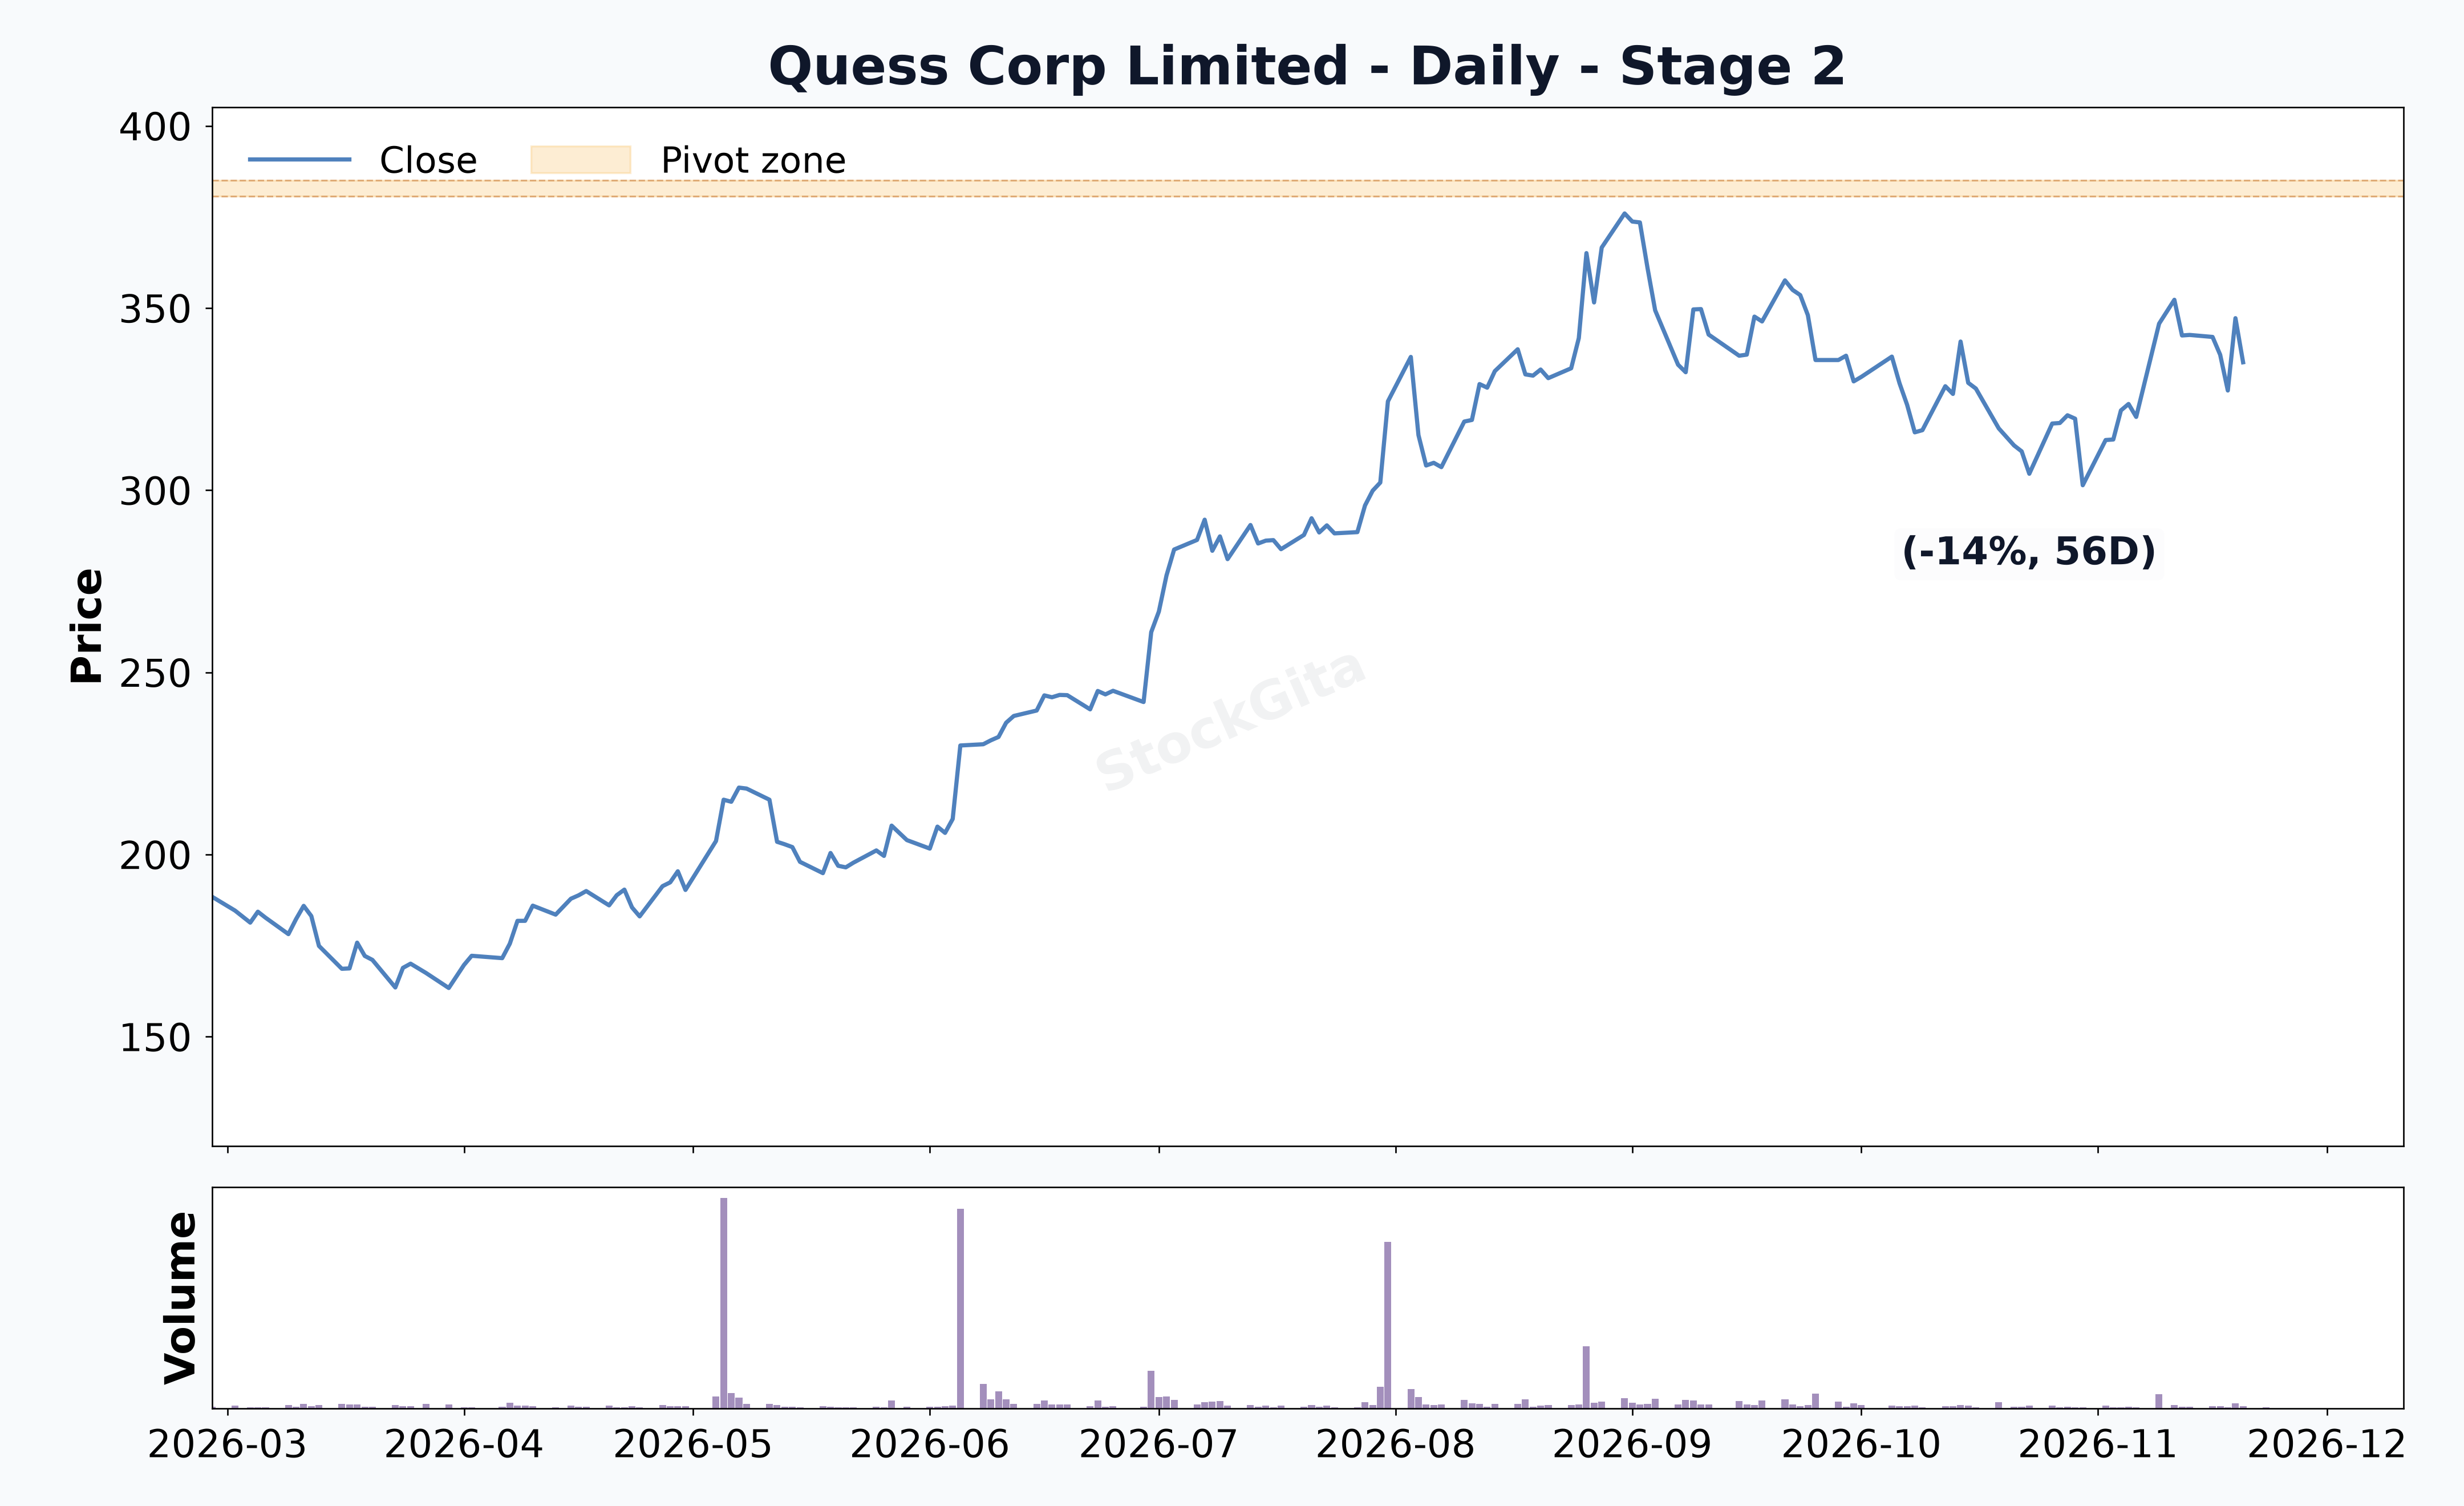 Quess Corp Limited - Daily - Stage 2
400
Close
Pivot zone
350
300
(-14%, 56D)
Price
250
StockGita
200
150
Volume
2026-03
2026-04
2026-05
2026-06
2026-07
2026-08
2026-09
2026-10
2026-11
2026-12